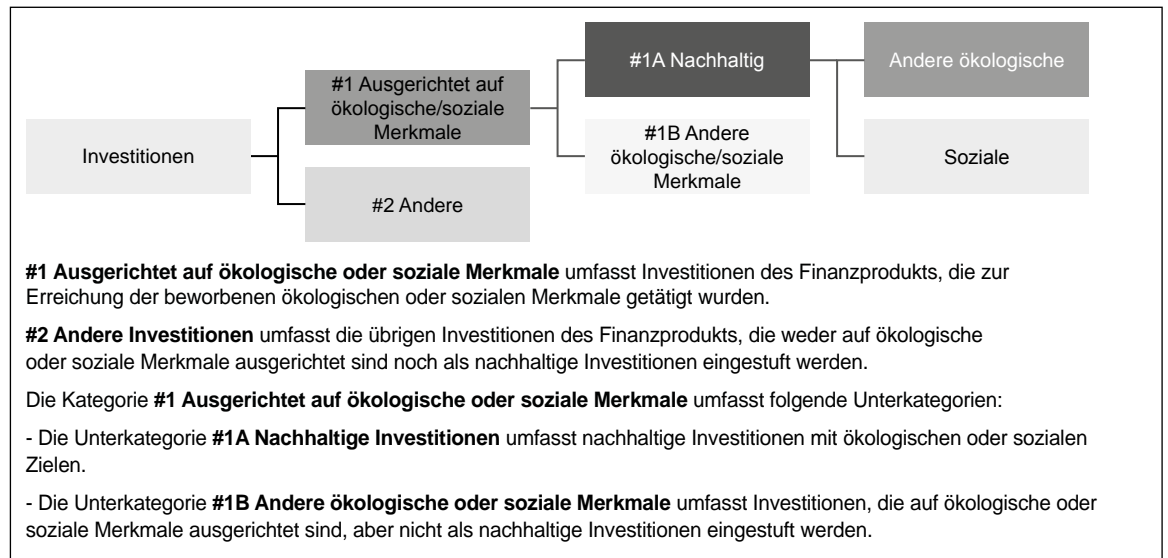 #1A Nachhaltig
Andere ökologische
#1 Ausgerichtet auf
ökologische/soziale
Merkmale
Investitionen
#1B Andere
ökologische/soziale
Merkmale
Soziale
#2 Andere
#1 Ausgerichtet auf ökologische oder soziale Merkmale umfasst Investitionen des Finanzprodukts, die zur
Erreichung der beworbenen ökologischen oder sozialen Merkmale getätigt wurden.
#2 Andere Investitionen umfasst die übrigen Investitionen des Finanzprodukts, die weder auf ökologische
oder soziale Merkmale ausgerichtet sind noch als nachhaltige Investitionen eingestuft werden.
Die Kategorie #1 Ausgerichtet auf ökologische oder soziale Merkmale umfasst folgende Unterkategorien:
- Die Unterkategorie #1A Nachhaltige Investitionen umfasst nachhaltige Investitionen mit ökologischen oder sozialen
Zielen.
- Die Unterkategorie #1B Andere ökologische oder soziale Merkmale umfasst Investitionen, die auf ökologische oder
soziale Merkmale ausgerichtet sind, aber nicht als nachhaltige Investitionen eingestuft werden.